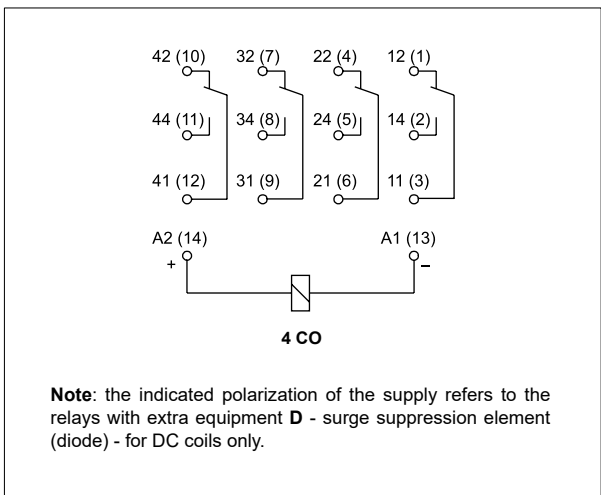 42 (10) 32 (7) 22 (4) 12 (1)
44 (11) 34 (8) 24 (5) 14 (2)
41 (12) 31 (9) 21 (6) 11 (3)
A2 (14) A1 (13)
+ –
4 CO
Note: the indicated polarization of the supply refers to the
relays with extra equipment D - surge suppression element
(diode) - for DC coils only.